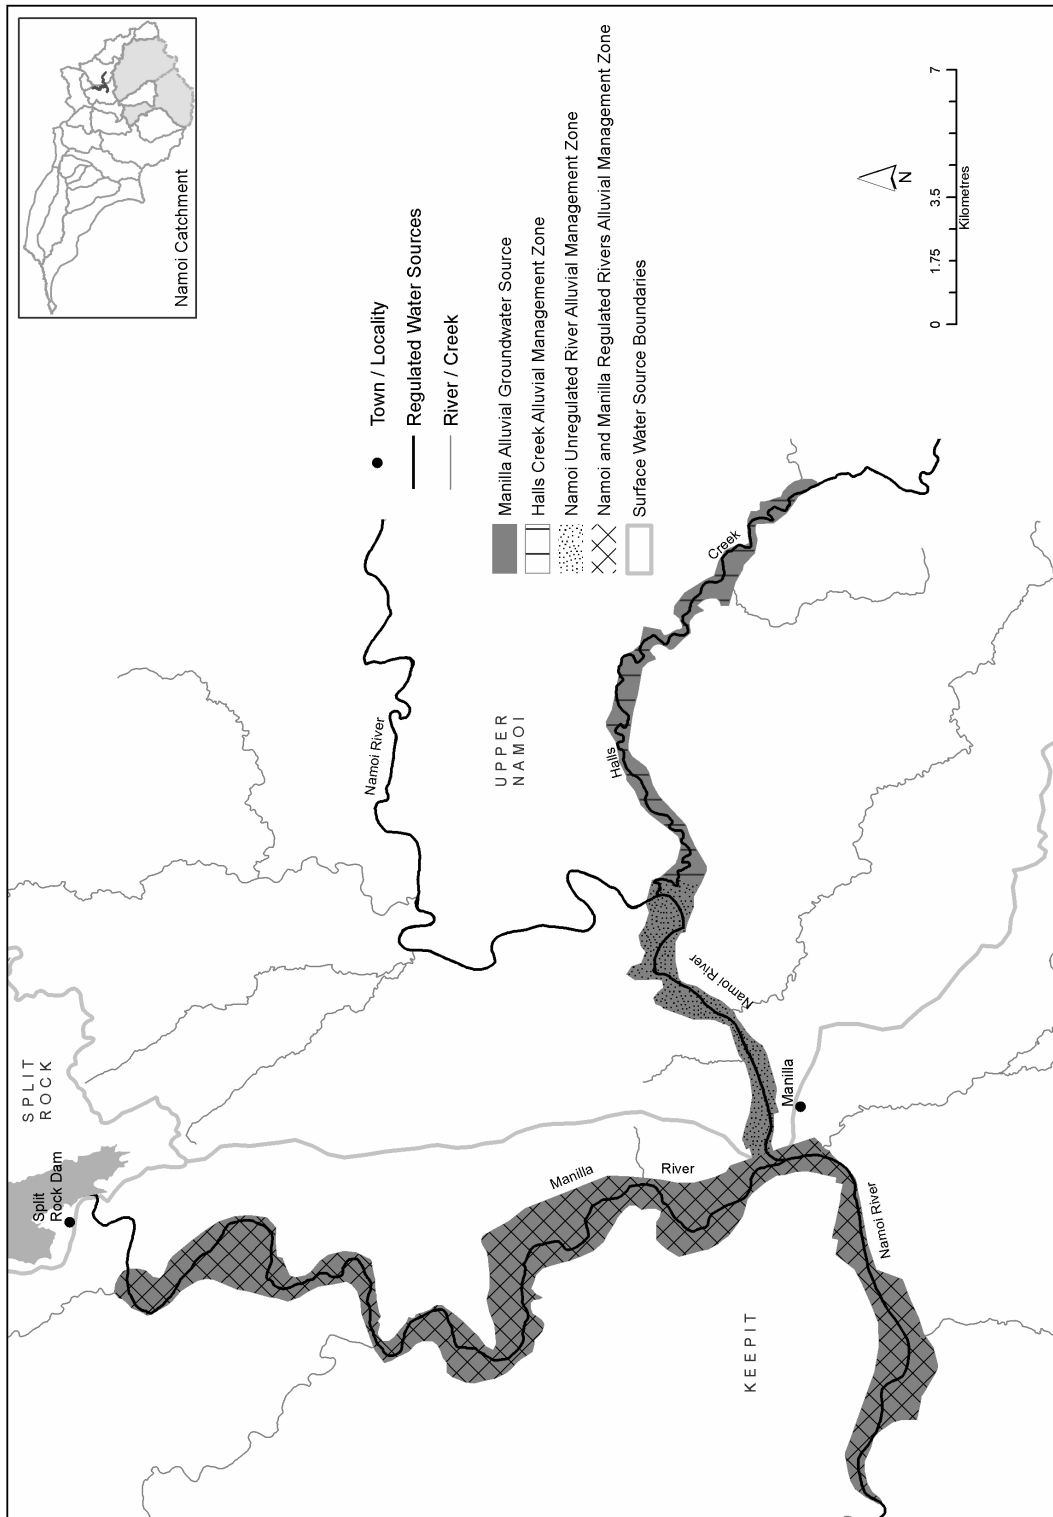 Namoi Catchment
Town / Locality
Regulated Water Sources
River / Creek
Manilla Alluvial Groundwater Source
Halls Creek Alluvial Management Zone
Namoi Unregulated River Alluvial Management Zone
Namoi and Manilla Regulated Rivers Alluvial Management Zone
Surface Water Source Boundaries
0 1.75 3.5 7
Kilometres
N
SPLIT
ROCK
Split
Rock Dam
Namoi River
UPPER
NAMOI
Halls
Creek
Namoi River
Manilla
Manilla
River
Namoi River
KEEPIT